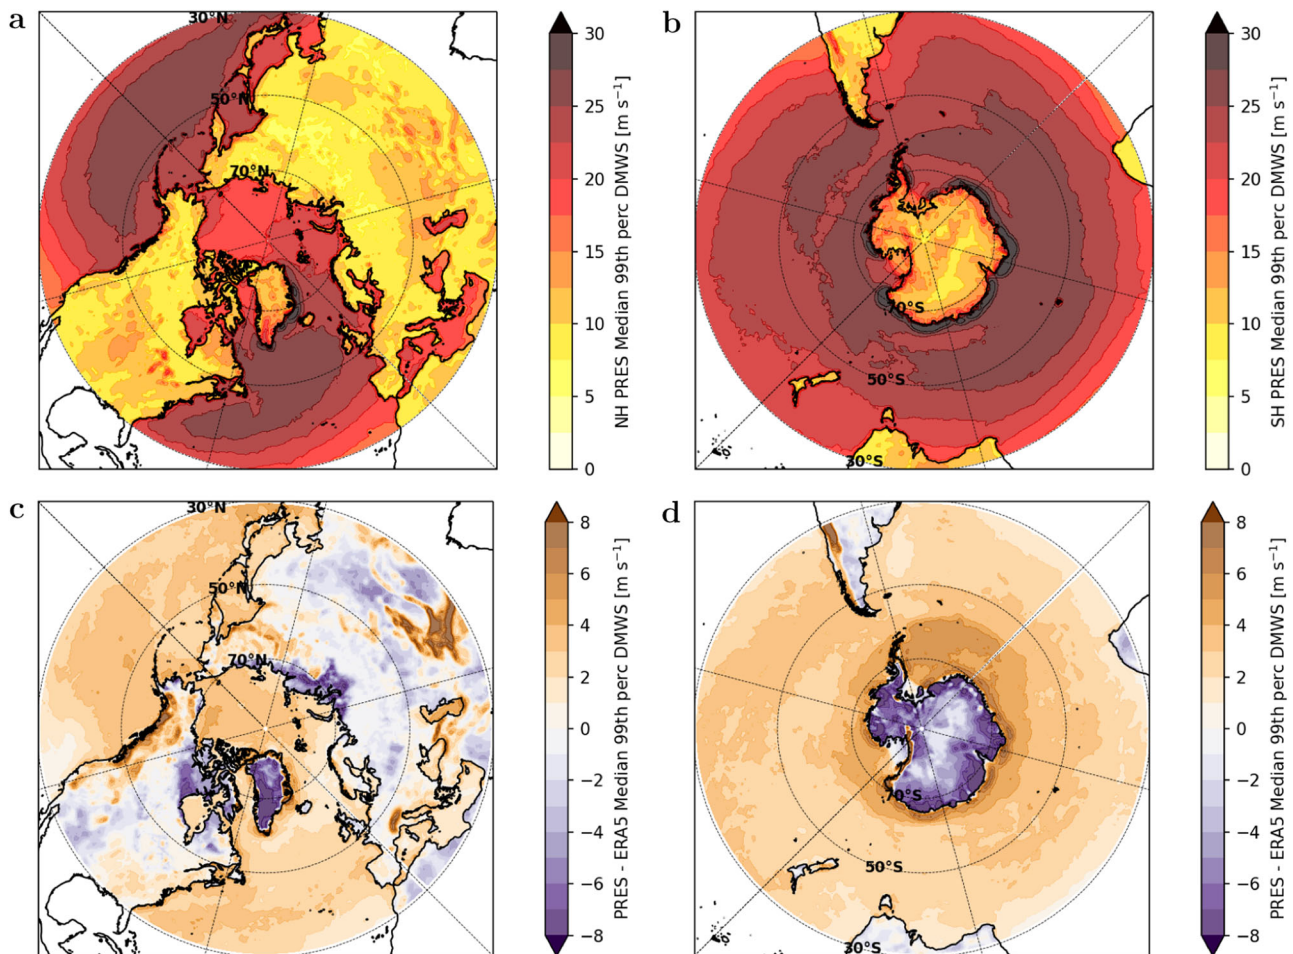 a
30°N
50°N
70°N
30
25
20
15
10
5
0
NH PRES Median 99th perc DMWS [m s⁻¹]
b
70°S
50°S
30°S
30
25
20
15
10
5
0
SH PRES Median 99th perc DMWS [m s⁻¹]
c
30°N
50°N
70°N
8
6
4
2
0
−2
−4
−6
−8
PRES - ERA5 Median 99th perc DMWS [m s⁻¹]
d
70°S
50°S
30°S
8
6
4
2
0
−2
−4
−6
−8
PRES - ERA5 Median 99th perc DMWS [m s⁻¹]